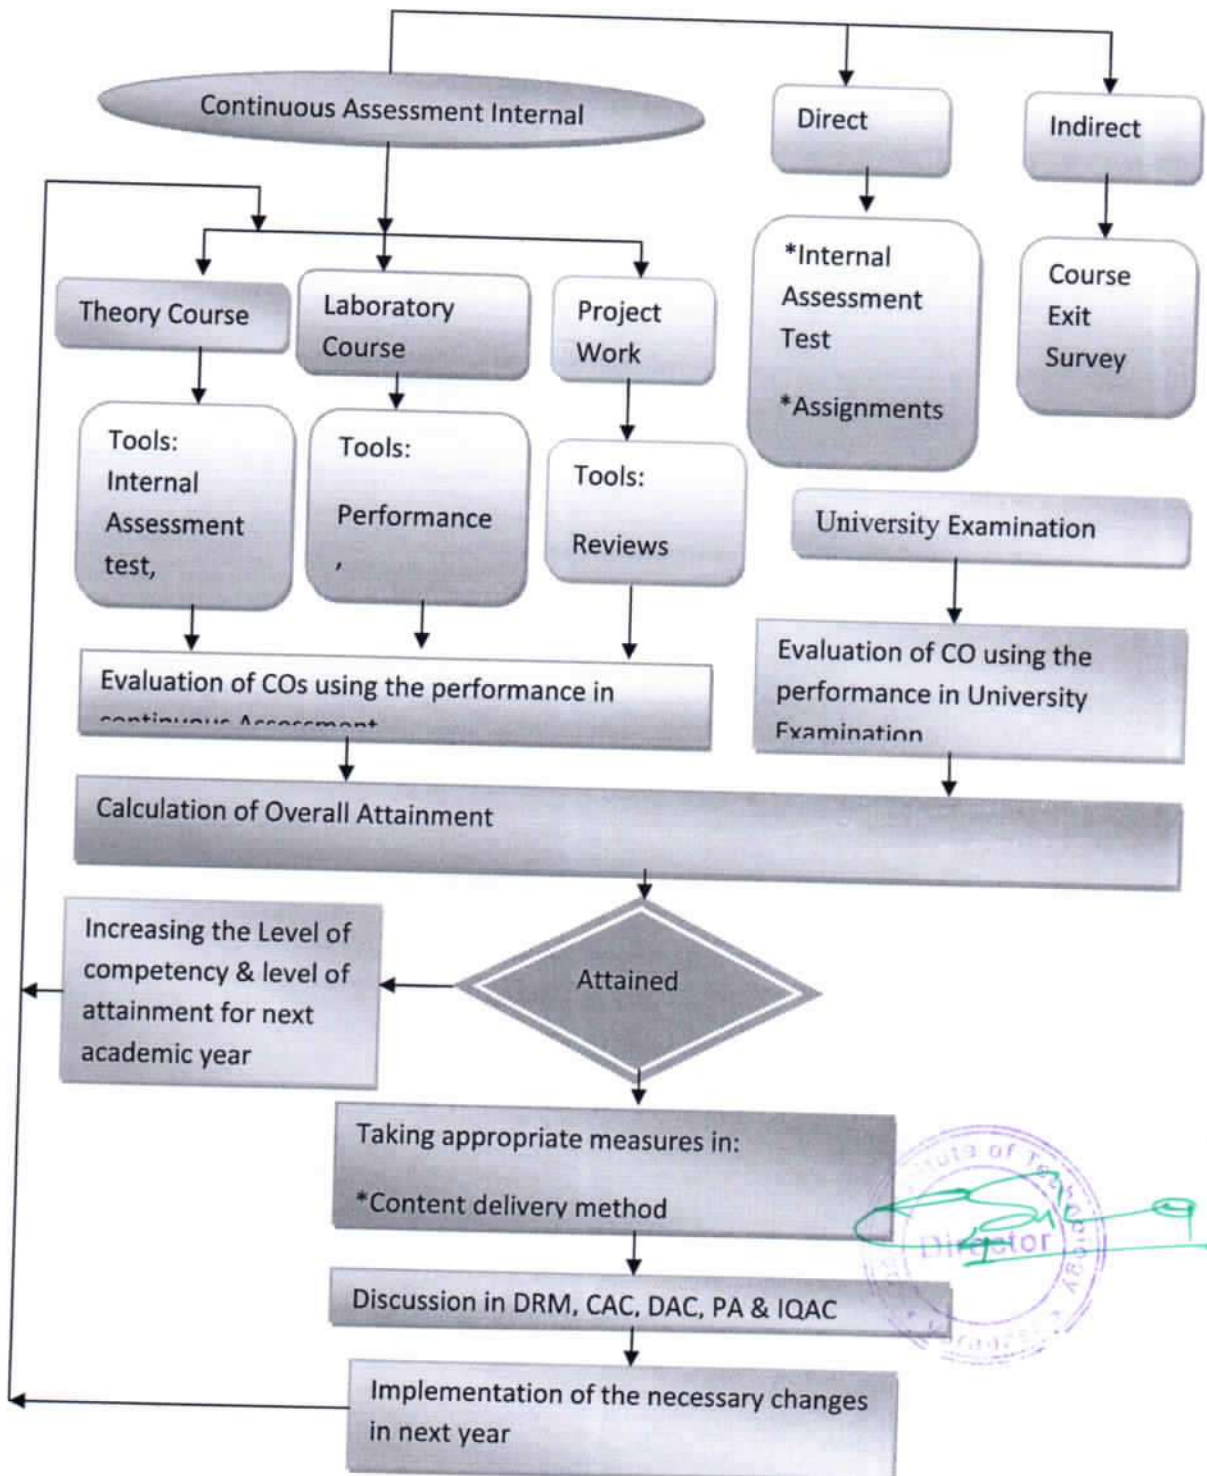 Continuous Assessment Internal
Direct
Indirect
*Internal
Assessment
Test
*Assignments
Course
Exit
Survey
Theory Course
Laboratory
Course
Project
Work
Tools:
Internal
Assessment
test,
Tools:
Performance
,
Tools:
Reviews
University Examination
Evaluation of COs using the performance in
continuous Assessment
Evaluation of CO using the
performance in University
Examination
Calculation of Overall Attainment
Attained
Increasing the Level of
competency & level of
attainment for next
academic year
Taking appropriate measures in:
*Content delivery method
Discussion in DRM, CAC, DAC, PA & IQAC
Implementation of the necessary changes
in next year
of Technology
Director